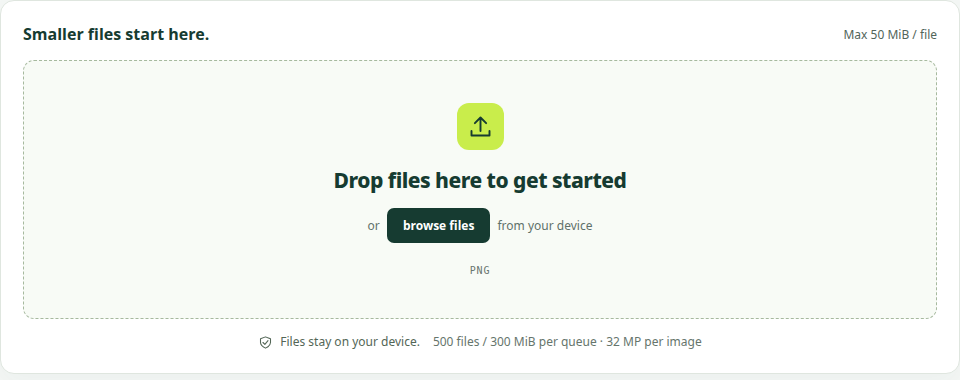 Smaller files start here.
Max 50 MiB / file
Drop files here to get started
or browse files from your device
PNG
Files stay on your device. 500 files / 300 MiB per queue · 32 MP per image